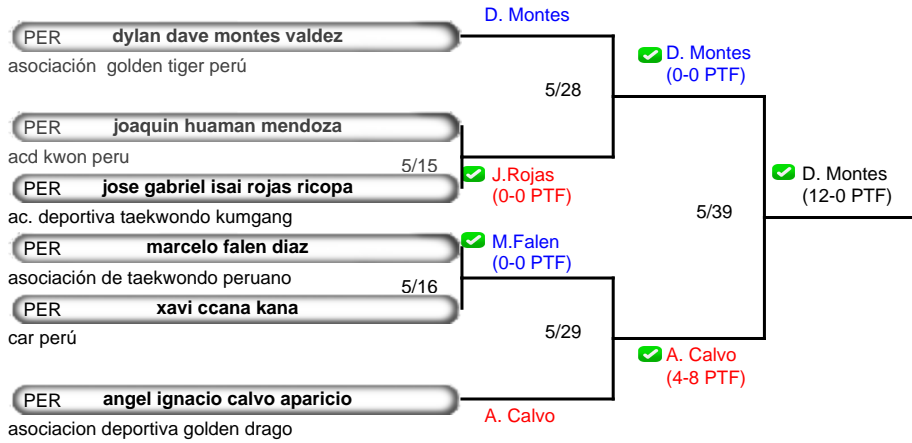 D. Montes
PER dylan dave montes valdez
asociación golden tiger perú
D. Montes
(0-0 PTF)
5/28
PER joaquin huaman mendoza
acd kwon peru
5/15
J.Rojas
(0-0 PTF)
PER jose gabriel isai rojas ricopa
ac. deportiva taekwondo kumgang
D. Montes
(12-0 PTF)
5/39
PER marcelo falen diaz
asociación de taekwondo peruano
M.Falen
(0-0 PTF)
5/16
PER xavi ccana kana
car perú
5/29
A. Calvo
(4-8 PTF)
PER angel ignacio calvo aparicio
asociacion deportiva golden drago
A. Calvo